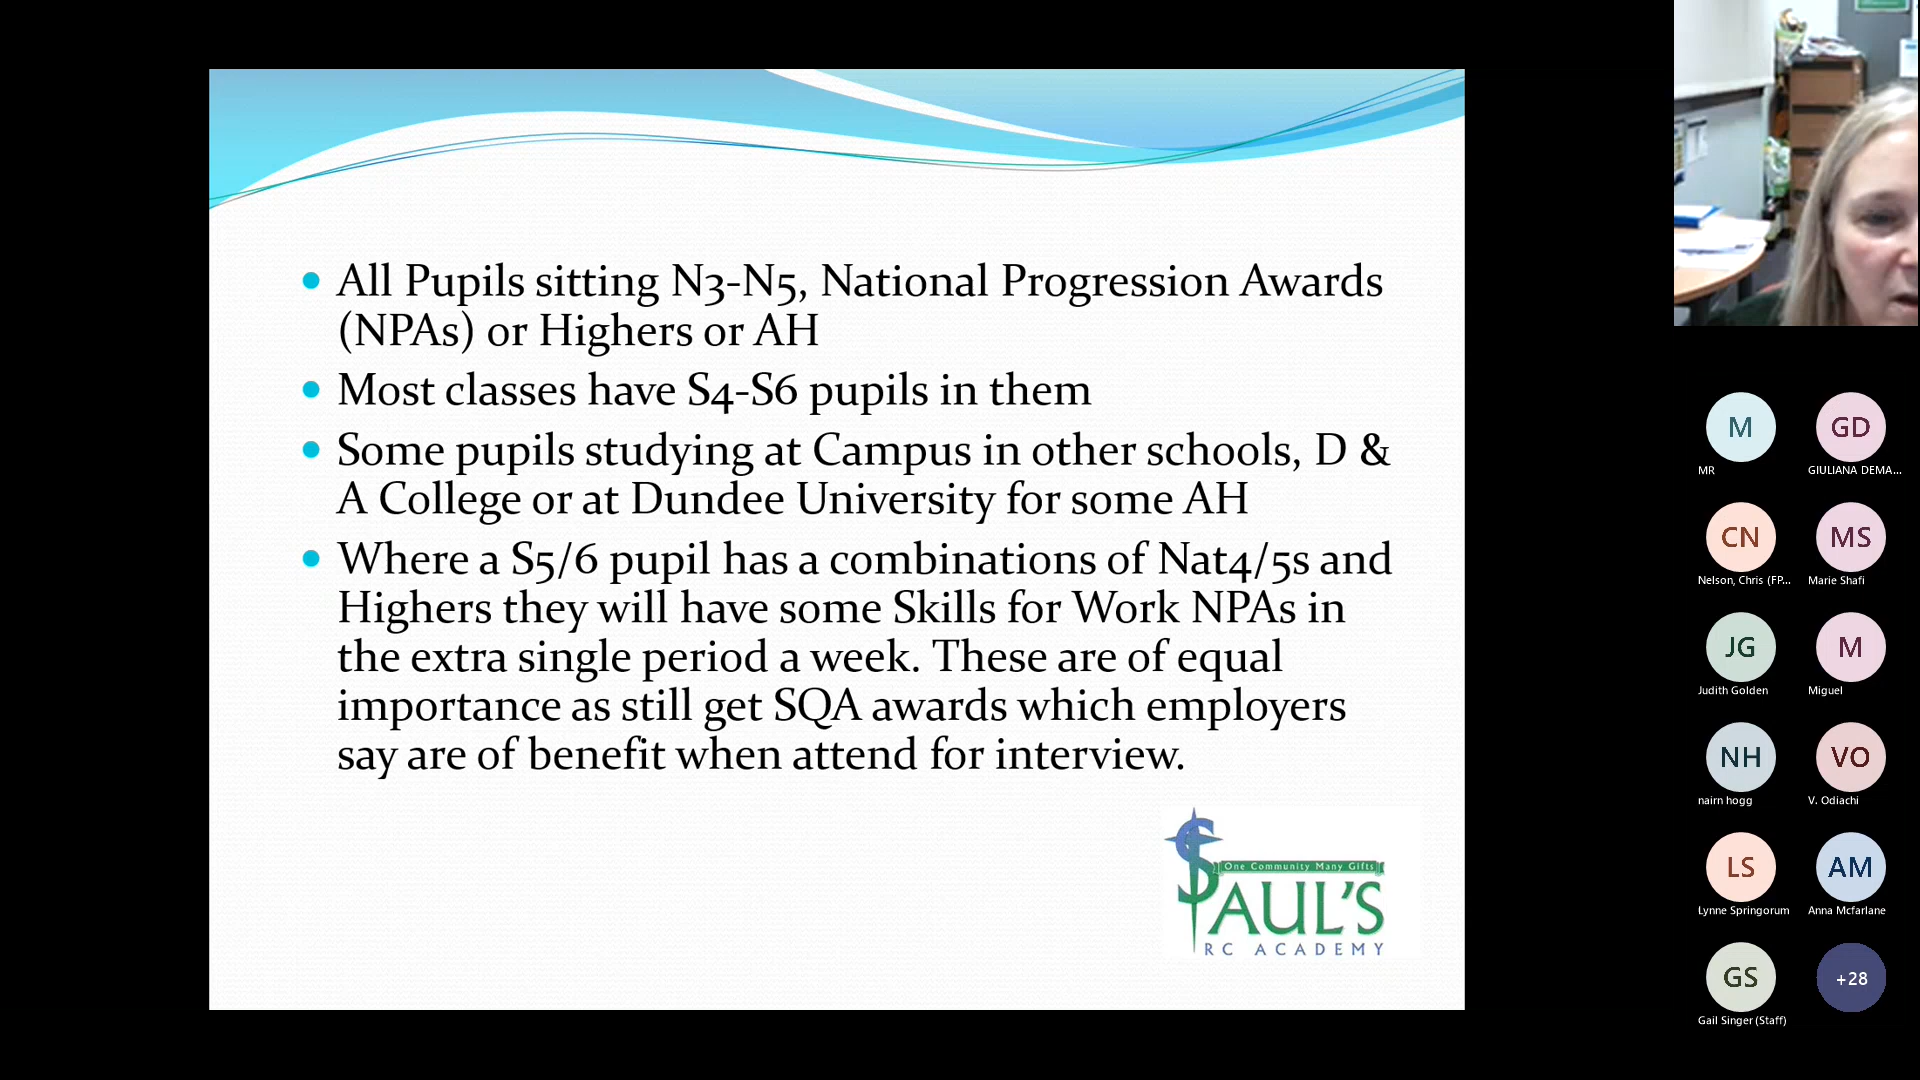 All Pupils sitting N3-N5, National Progression Awards
(NPAs) or Highers or AH
Most classes have S4-S6 pupils in them
Some pupils studying at Campus in other schools, D &
A College or at Dundee University for some AH
Where a S5/6 pupil has a combinations of Nat4/5s and
Highers they will have some Skills for Work NPAs in
the extra single period a week. These are of equal
importance as still get SQA awards which employers
say are of benefit when attend for interview.
One Community Many Gifts
St PAUL'S
RC ACADEMY
M
MR
GD
GIULIANA DEMA...
CN
Nelson, Chris (FP...
MS
Marie Shafi
JG
Judith Golden
M
Miguel
NH
nairn hogg
VO
V. Odiachi
LS
Lynne Springorum
AM
Anna Mcfarlane
GS
Gail Singer (Staff)
+28